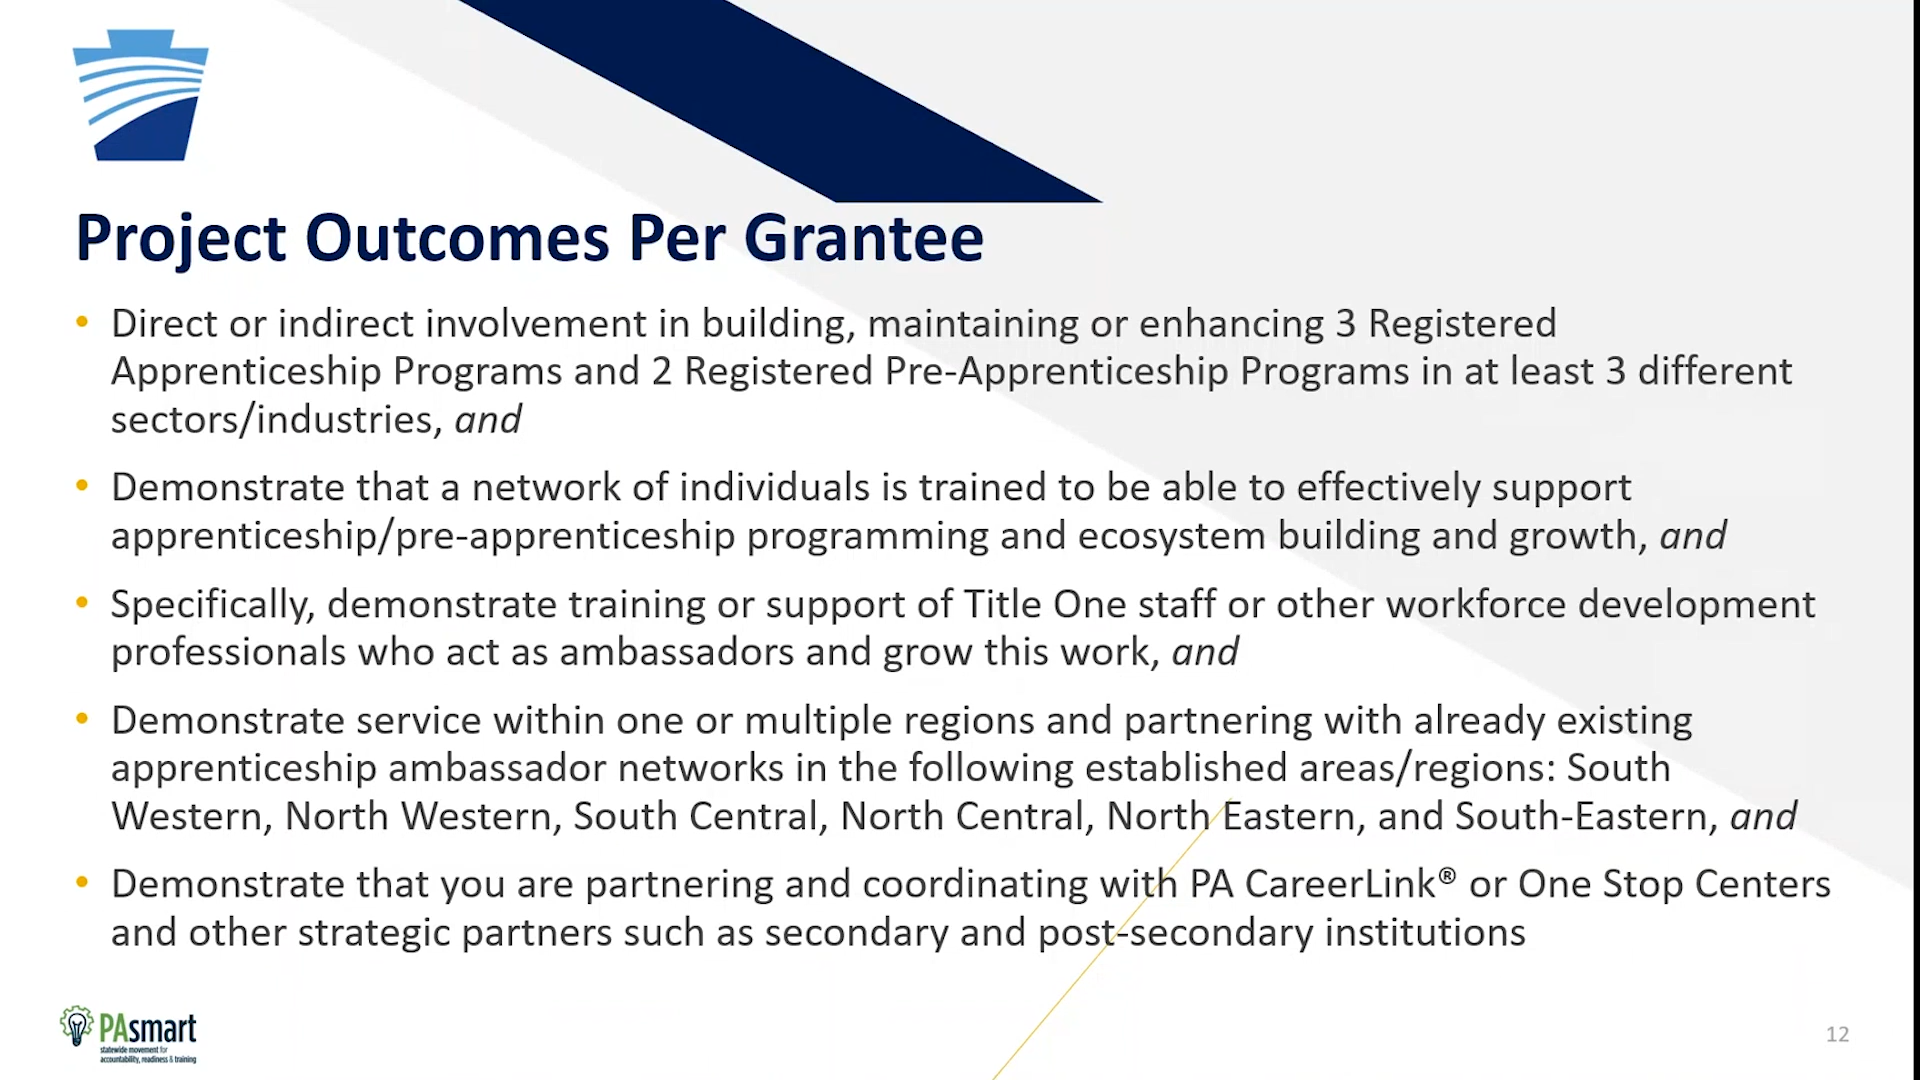 Project Outcomes Per Grantee
• Direct or indirect involvement in building, maintaining or enhancing 3 Registered
Apprenticeship Programs and 2 Registered Pre-Apprenticeship Programs in at least 3 different
sectors/industries, and
• Demonstrate that a network of individuals is trained to be able to effectively support
apprenticeship/pre-apprenticeship programming and ecosystem building and growth, and
• Specifically, demonstrate training or support of Title One staff or other workforce development
professionals who act as ambassadors and grow this work, and
• Demonstrate service within one or multiple regions and partnering with already existing
apprenticeship ambassador networks in the following established areas/regions: South
Western, North Western, South Central, North Central, North Eastern, and South-Eastern, and
• Demonstrate that you are partnering and coordinating with PA CareerLink® or One Stop Centers
and other strategic partners such as secondary and post-secondary institutions
PAsmart
statewide movement for
accountability, readiness & training
12